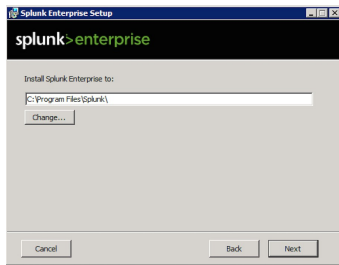 Splunk Enterprise Setup
splunk>enterprise
Install Splunk Enterprise to:
C:\Program Files\Splunk\
Change...
Cancel
Back
Next